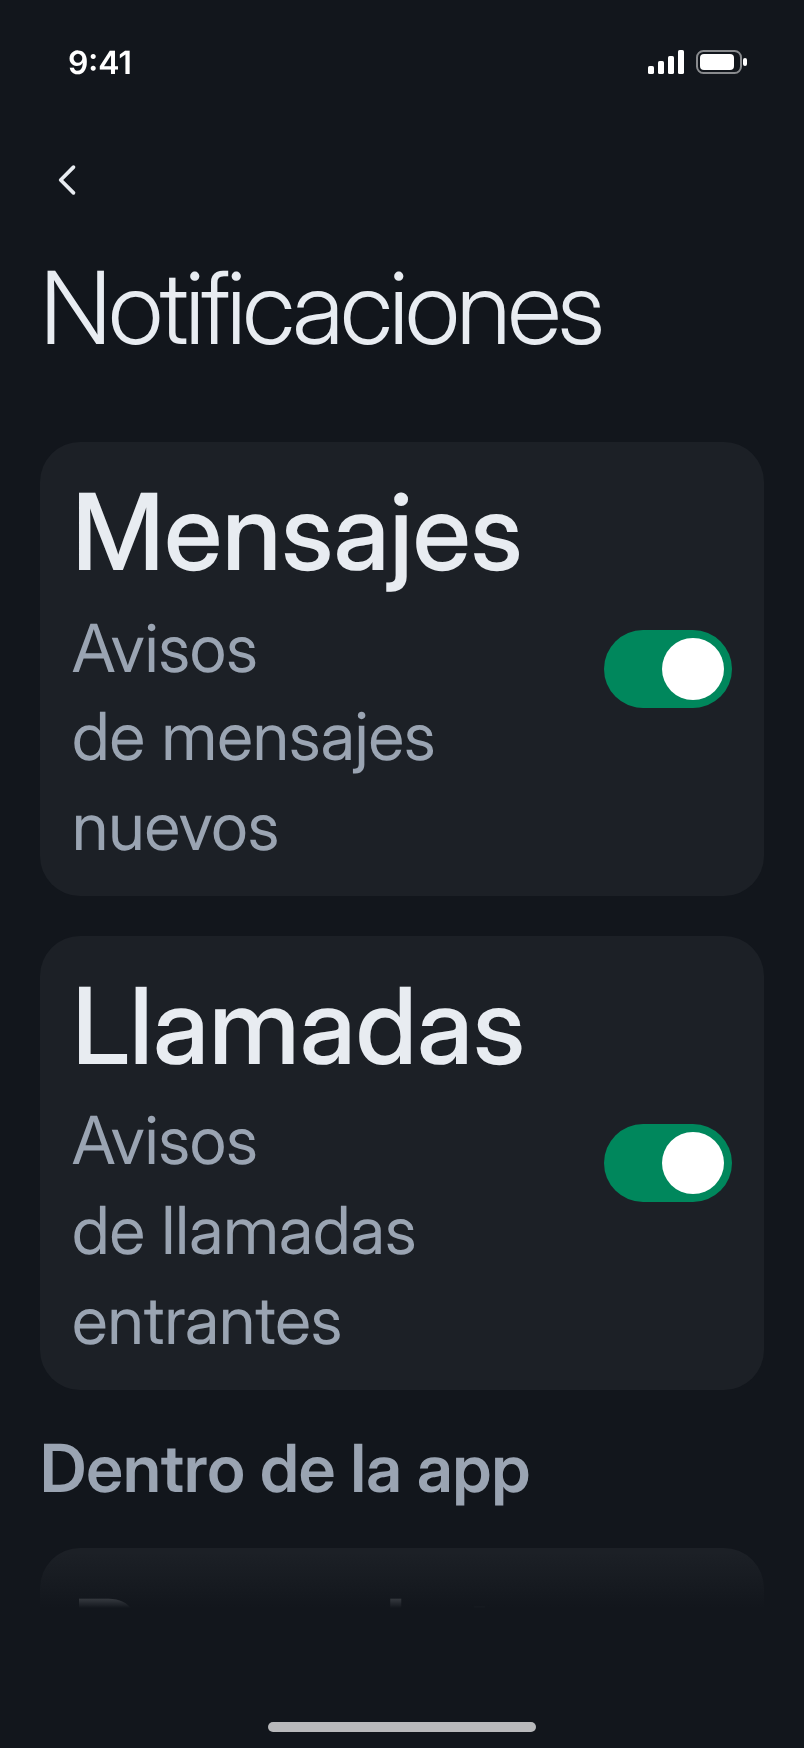 9:41
Notificaciones
Mensajes
Avisos
de mensajes
nuevos
Llamadas
Avisos
de llamadas
entrantes
Dentro de la app